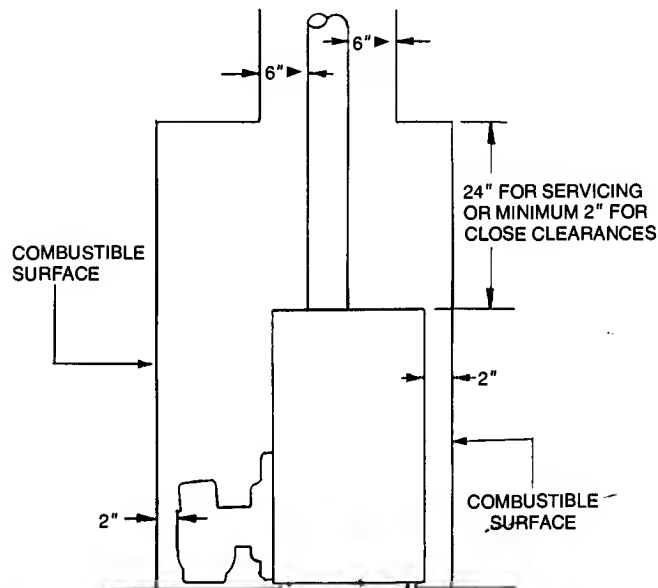 6"
6"
24" FOR SERVICING
OR MINIMUM 2" FOR
CLOSE CLEARANCES
COMBUSTIBLE
SURFACE
2"
2"
COMBUSTIBLE
SURFACE